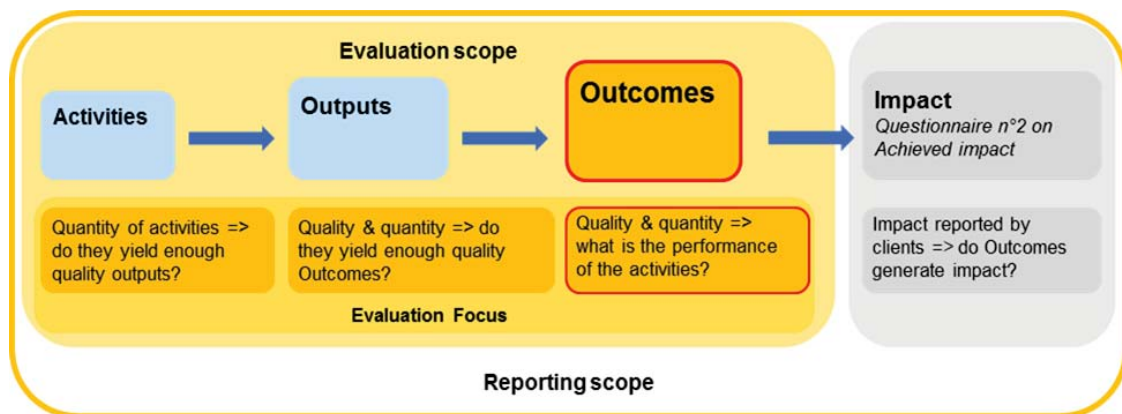 Evaluation scope
Activities
Outputs
Outcomes
Impact
Questionnaire n°2 on
Achieved impact
Quantity of activities =>
do they yield enough
quality outputs?
Quality & quantity => do
they yield enough quality
Outcomes?
Quality & quantity =>
what is the performance
of the activities?
Impact reported by
clients => do Outcomes
generate impact?
Evaluation Focus
Reporting scope